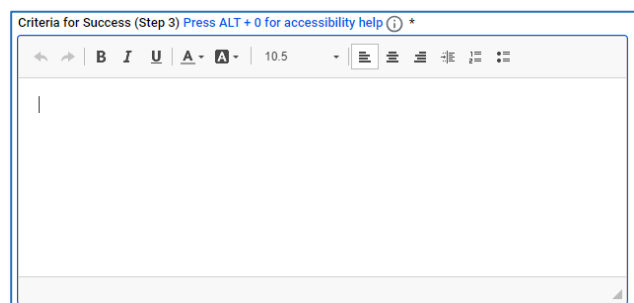 Criteria for Success (Step 3) Press ALT + 0 for accessibility help i *
B I U A A 10.5